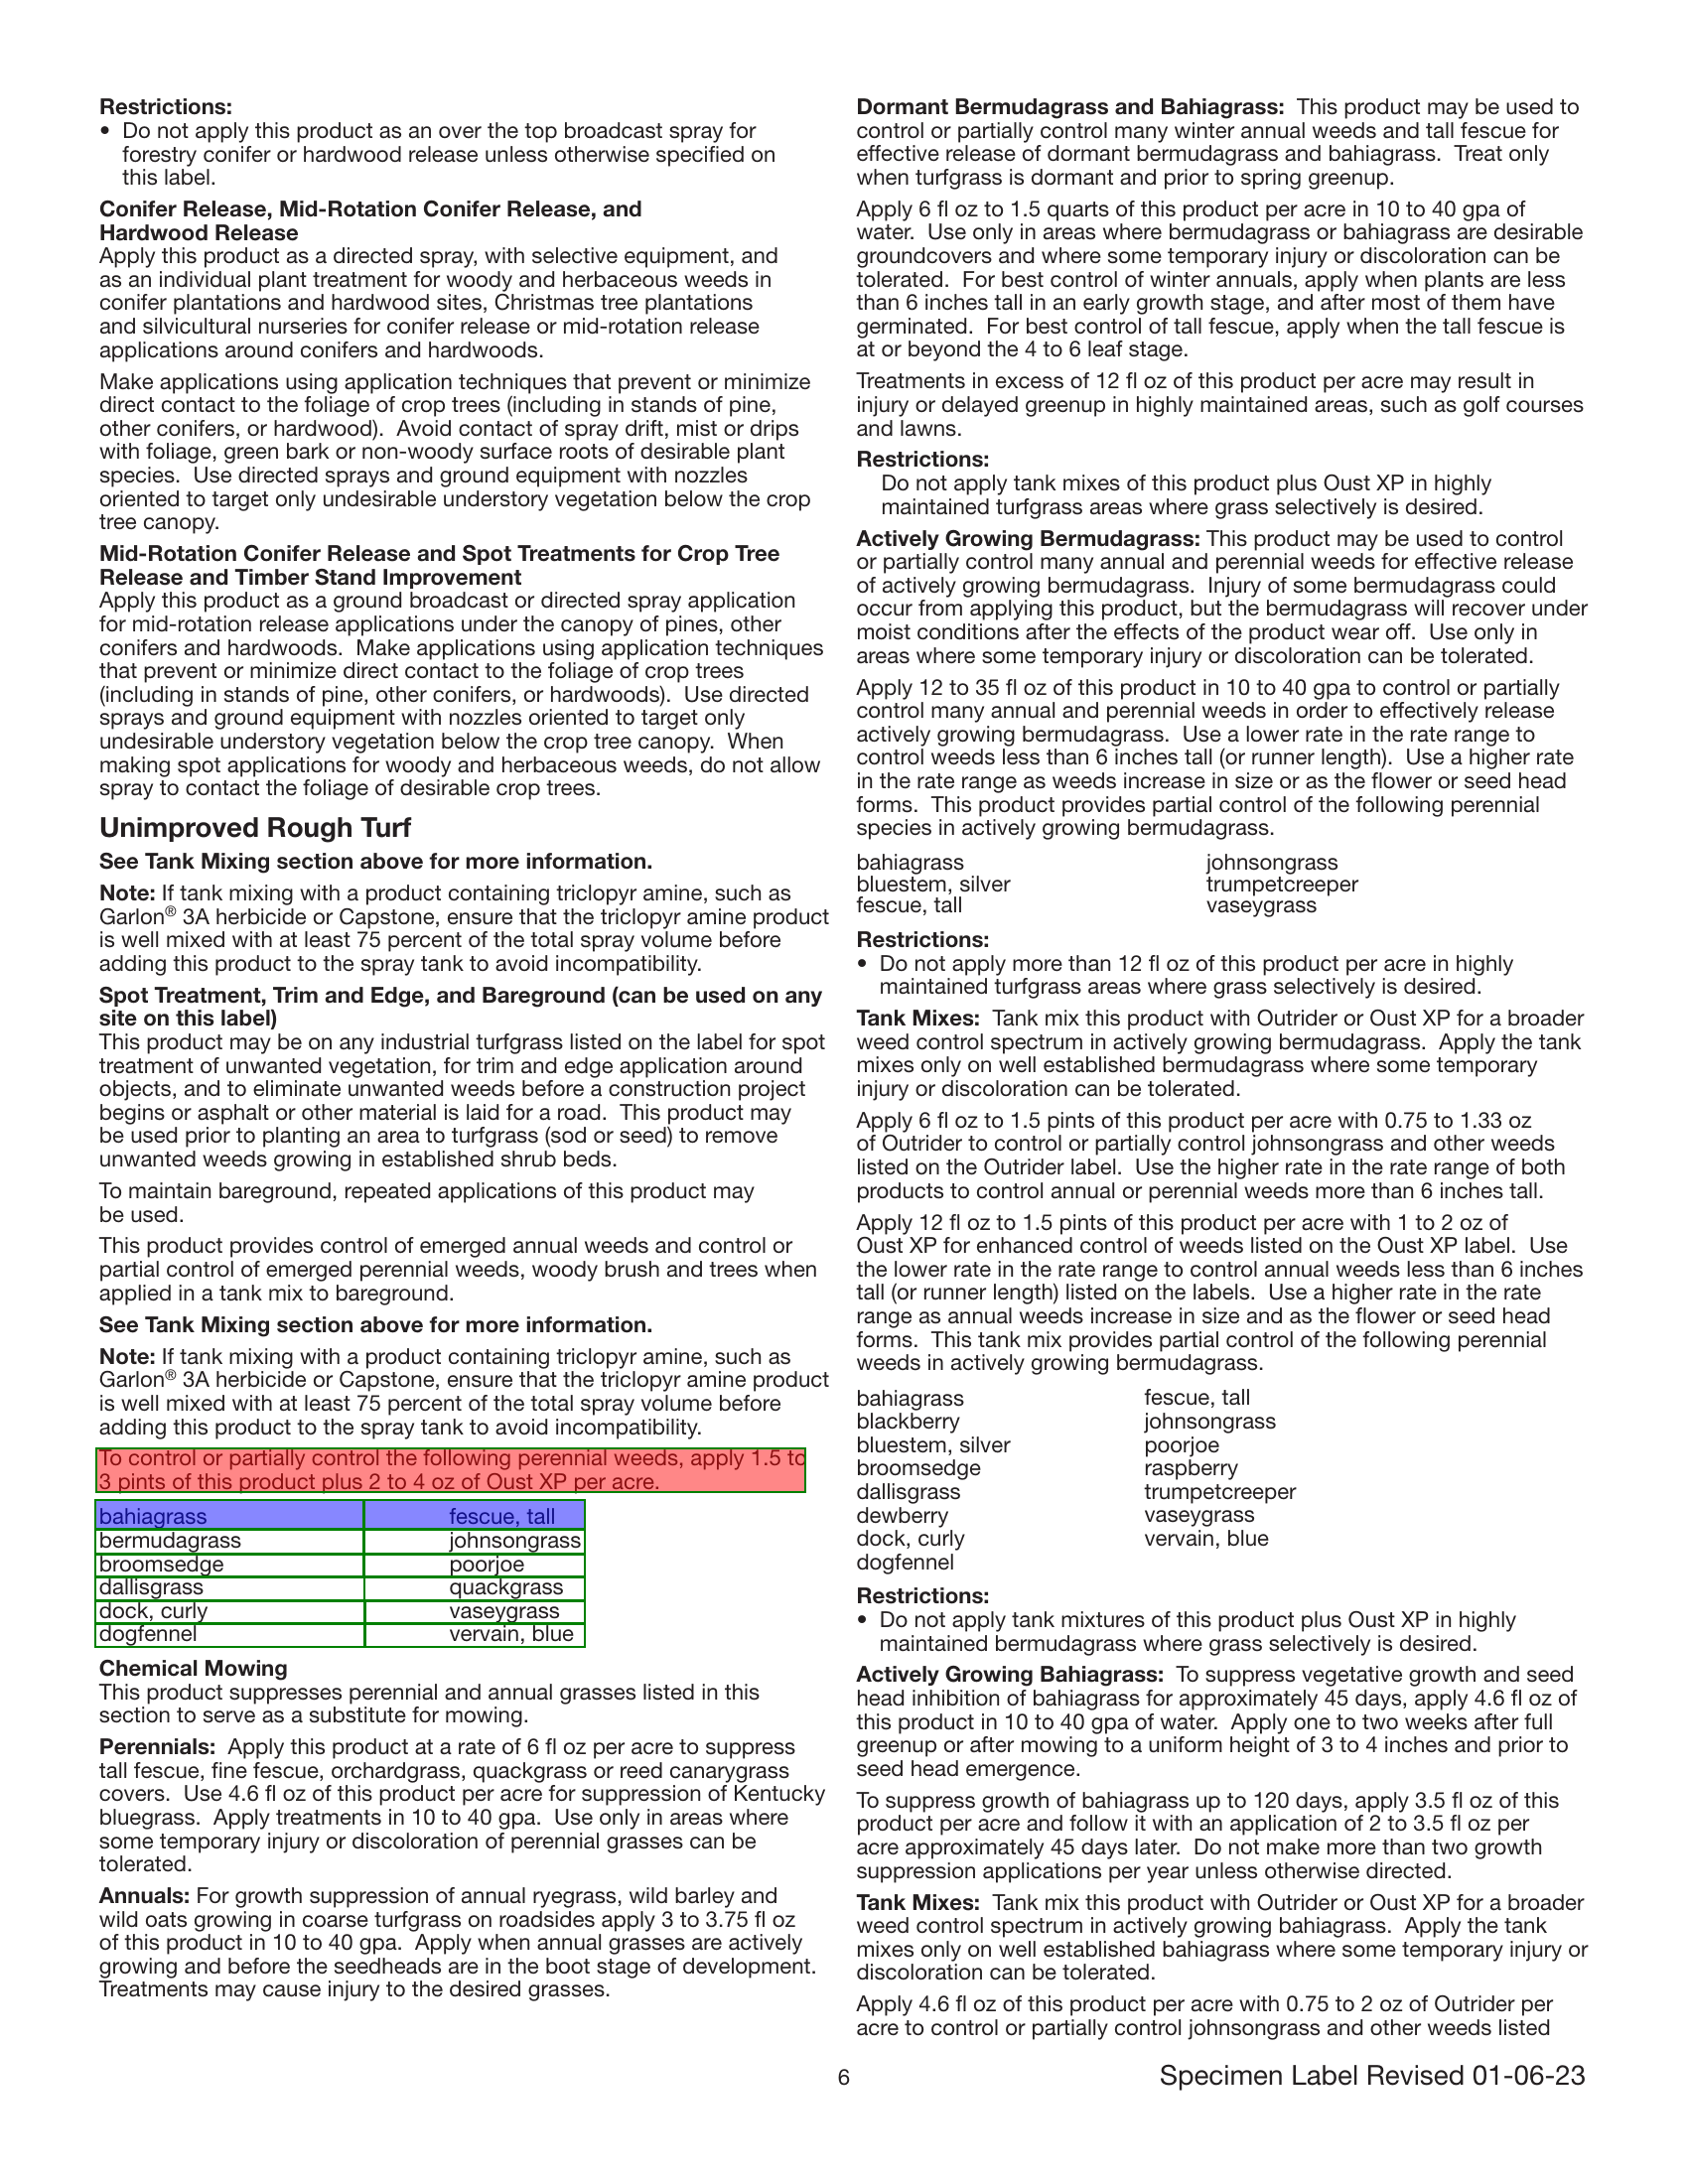 Restrictions:
• Do not apply this product as an over the top broadcast spray for
forestry conifer or hardwood release unless otherwise specified on
this label.
Conifer Release, Mid-Rotation Conifer Release, and
Hardwood Release
Apply this product as a directed spray, with selective equipment, and
as an individual plant treatment for woody and herbaceous weeds in
conifer plantations and hardwood sites, Christmas tree plantations
and silvicultural nurseries for conifer release or mid-rotation release
applications around conifers and hardwoods.
Make applications using application techniques that prevent or minimize
direct contact to the foliage of crop trees (including in stands of pine,
other conifers, or hardwood).  Avoid contact of spray drift, mist or drips
with foliage, green bark or non-woody surface roots of desirable plant
species.  Use directed sprays and ground equipment with nozzles
oriented to target only undesirable understory vegetation below the crop
tree canopy.
Mid-Rotation Conifer Release and Spot Treatments for Crop Tree
Release and Timber Stand Improvement
Apply this product as a ground broadcast or directed spray application
for mid-rotation release applications under the canopy of pines, other
conifers and hardwoods.  Make applications using application techniques
that prevent or minimize direct contact to the foliage of crop trees
(including in stands of pine, other conifers, or hardwoods).  Use directed
sprays and ground equipment with nozzles oriented to target only
undesirable understory vegetation below the crop tree canopy.  When
making spot applications for woody and herbaceous weeds, do not allow
spray to contact the foliage of desirable crop trees.
Unimproved Rough Turf
See Tank Mixing section above for more information.
Note: If tank mixing with a product containing triclopyr amine, such as
Garlon® 3A herbicide or Capstone, ensure that the triclopyr amine product
is well mixed with at least 75 percent of the total spray volume before
adding this product to the spray tank to avoid incompatibility.
Spot Treatment, Trim and Edge, and Bareground (can be used on any
site on this label)
This product may be on any industrial turfgrass listed on the label for spot
treatment of unwanted vegetation, for trim and edge application around
objects, and to eliminate unwanted weeds before a construction project
begins or asphalt or other material is laid for a road.  This product may
be used prior to planting an area to turfgrass (sod or seed) to remove
unwanted weeds growing in established shrub beds.
To maintain bareground, repeated applications of this product may
be used.
This product provides control of emerged annual weeds and control or
partial control of emerged perennial weeds, woody brush and trees when
applied in a tank mix to bareground.
See Tank Mixing section above for more information.
Note: If tank mixing with a product containing triclopyr amine, such as
Garlon® 3A herbicide or Capstone, ensure that the triclopyr amine product
is well mixed with at least 75 percent of the total spray volume before
adding this product to the spray tank to avoid incompatibility.
To control or partially control the following perennial weeds, apply 1.5 to
3 pints of this product plus 2 to 4 oz of Oust XP per acre.
bahiagrass fescue, tall
bermudagrass johnsongrass
broomsedge poorjoe
dallisgrass quackgrass
dock, curly vaseygrass
dogfennel vervain, blue
Chemical Mowing
This product suppresses perennial and annual grasses listed in this
section to serve as a substitute for mowing.
Perennials:  Apply this product at a rate of 6 fl oz per acre to suppress
tall fescue, fine fescue, orchardgrass, quackgrass or reed canarygrass
covers.  Use 4.6 fl oz of this product per acre for suppression of Kentucky
bluegrass.  Apply treatments in 10 to 40 gpa.  Use only in areas where
some temporary injury or discoloration of perennial grasses can be
tolerated.
Annuals: For growth suppression of annual ryegrass, wild barley and
wild oats growing in coarse turfgrass on roadsides apply 3 to 3.75 fl oz
of this product in 10 to 40 gpa.  Apply when annual grasses are actively
growing and before the seedheads are in the boot stage of development.
Treatments may cause injury to the desired grasses.
Dormant Bermudagrass and Bahiagrass:  This product may be used to
control or partially control many winter annual weeds and tall fescue for
effective release of dormant bermudagrass and bahiagrass.  Treat only
when turfgrass is dormant and prior to spring greenup.
Apply 6 fl oz to 1.5 quarts of this product per acre in 10 to 40 gpa of
water.  Use only in areas where bermudagrass or bahiagrass are desirable
groundcovers and where some temporary injury or discoloration can be
tolerated.  For best control of winter annuals, apply when plants are less
than 6 inches tall in an early growth stage, and after most of them have
germinated.  For best control of tall fescue, apply when the tall fescue is
at or beyond the 4 to 6 leaf stage.
Treatments in excess of 12 fl oz of this product per acre may result in
injury or delayed greenup in highly maintained areas, such as golf courses
and lawns.
Restrictions:
Do not apply tank mixes of this product plus Oust XP in highly
maintained turfgrass areas where grass selectively is desired.
Actively Growing Bermudagrass: This product may be used to control
or partially control many annual and perennial weeds for effective release
of actively growing bermudagrass.  Injury of some bermudagrass could
occur from applying this product, but the bermudagrass will recover under
moist conditions after the effects of the product wear off.  Use only in
areas where some temporary injury or discoloration can be tolerated.
Apply 12 to 35 fl oz of this product in 10 to 40 gpa to control or partially
control many annual and perennial weeds in order to effectively release
actively growing bermudagrass.  Use a lower rate in the rate range to
control weeds less than 6 inches tall (or runner length).  Use a higher rate
in the rate range as weeds increase in size or as the flower or seed head
forms.  This product provides partial control of the following perennial
species in actively growing bermudagrass.
bahiagrass johnsongrass
bluestem, silver trumpetcreeper
fescue, tall vaseygrass
Restrictions:
• Do not apply more than 12 fl oz of this product per acre in highly
maintained turfgrass areas where grass selectively is desired.
Tank Mixes:  Tank mix this product with Outrider or Oust XP for a broader
weed control spectrum in actively growing bermudagrass.  Apply the tank
mixes only on well established bermudagrass where some temporary
injury or discoloration can be tolerated.
Apply 6 fl oz to 1.5 pints of this product per acre with 0.75 to 1.33 oz
of Outrider to control or partially control johnsongrass and other weeds
listed on the Outrider label.  Use the higher rate in the rate range of both
products to control annual or perennial weeds more than 6 inches tall.
Apply 12 fl oz to 1.5 pints of this product per acre with 1 to 2 oz of
Oust XP for enhanced control of weeds listed on the Oust XP label.  Use
the lower rate in the rate range to control annual weeds less than 6 inches
tall (or runner length) listed on the labels.  Use a higher rate in the rate
range as annual weeds increase in size and as the flower or seed head
forms.  This tank mix provides partial control of the following perennial
weeds in actively growing bermudagrass.
bahiagrass fescue, tall
blackberry johnsongrass
bluestem, silver poorjoe
broomsedge raspberry
dallisgrass trumpetcreeper
dewberry vaseygrass
dock, curly vervain, blue
dogfennel
Restrictions:
• Do not apply tank mixtures of this product plus Oust XP in highly
maintained bermudagrass where grass selectively is desired.
Actively Growing Bahiagrass:  To suppress vegetative growth and seed
head inhibition of bahiagrass for approximately 45 days, apply 4.6 fl oz of
this product in 10 to 40 gpa of water.  Apply one to two weeks after full
greenup or after mowing to a uniform height of 3 to 4 inches and prior to
seed head emergence.
To suppress growth of bahiagrass up to 120 days, apply 3.5 fl oz of this
product per acre and follow it with an application of 2 to 3.5 fl oz per
acre approximately 45 days later.  Do not make more than two growth
suppression applications per year unless otherwise directed.
Tank Mixes:  Tank mix this product with Outrider or Oust XP for a broader
weed control spectrum in actively growing bahiagrass.  Apply the tank
mixes only on well established bahiagrass where some temporary injury or
discoloration can be tolerated.
Apply 4.6 fl oz of this product per acre with 0.75 to 2 oz of Outrider per
acre to control or partially control johnsongrass and other weeds listed
6
Specimen Label Revised 01-06-23